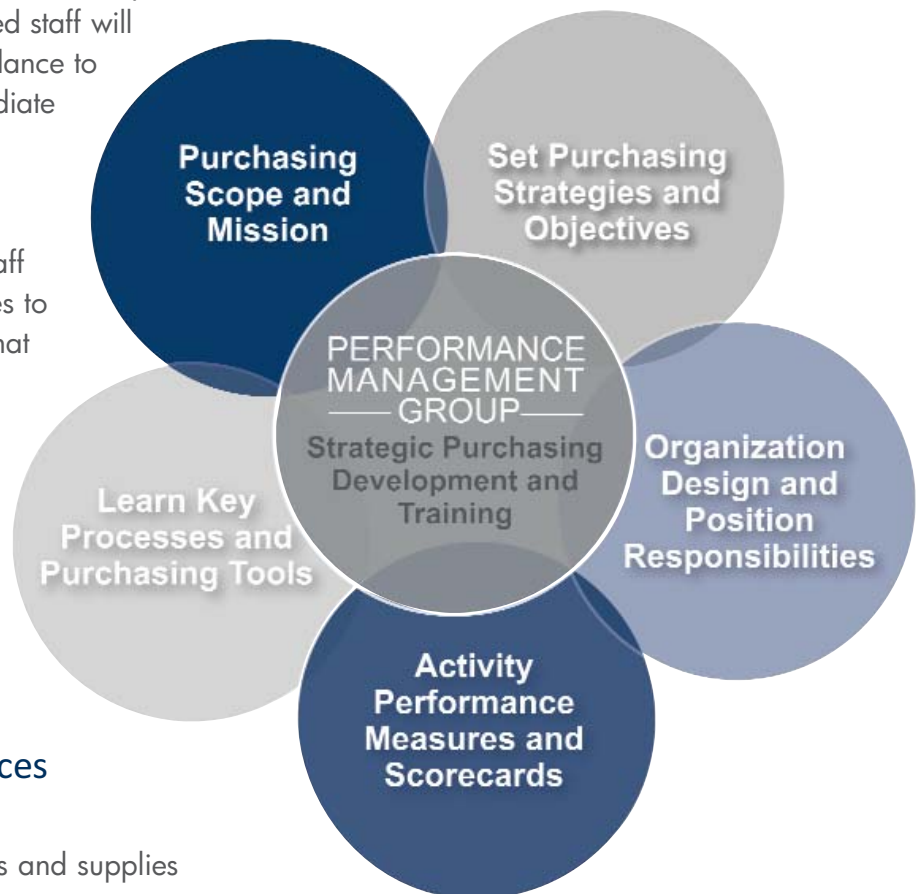 ed staff will
lance to
diate
aff
es to
hat
ces
s and supplies
Purchasing
Scope and
Mission
Set Purchasing
Strategies and
Objectives
PERFORMANCE
MANAGEMENT
GROUP
Strategic Purchasing
Development and
Training
Organization
Design and
Position
Responsibilities
Learn Key
Processes and
Purchasing Tools
Activity
Performance
Measures and
Scorecards